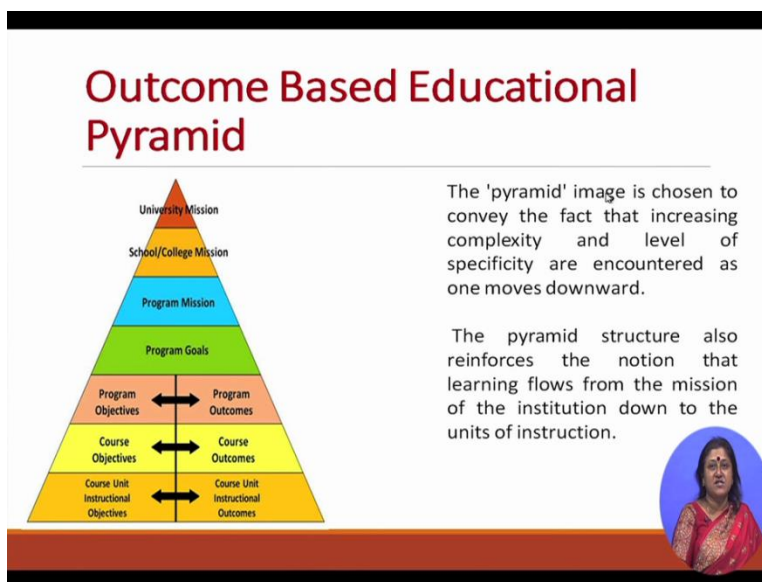 Outcome Based Educational
Pyramid
University Mission
School/College Mission
Program Mission
Program Goals
Program
Objectives
Program
Outcomes
Course
Objectives
Course
Outcomes
Course Unit
Instructional
Objectives
Course Unit
Instructional
Outcomes
The 'pyramid' image is chosen to
convey the fact that increasing
complexity and level of
specificity are encountered as
one moves downward.
The pyramid structure also
reinforces the notion that
learning flows from the mission
of the institution down to the
units of instruction.